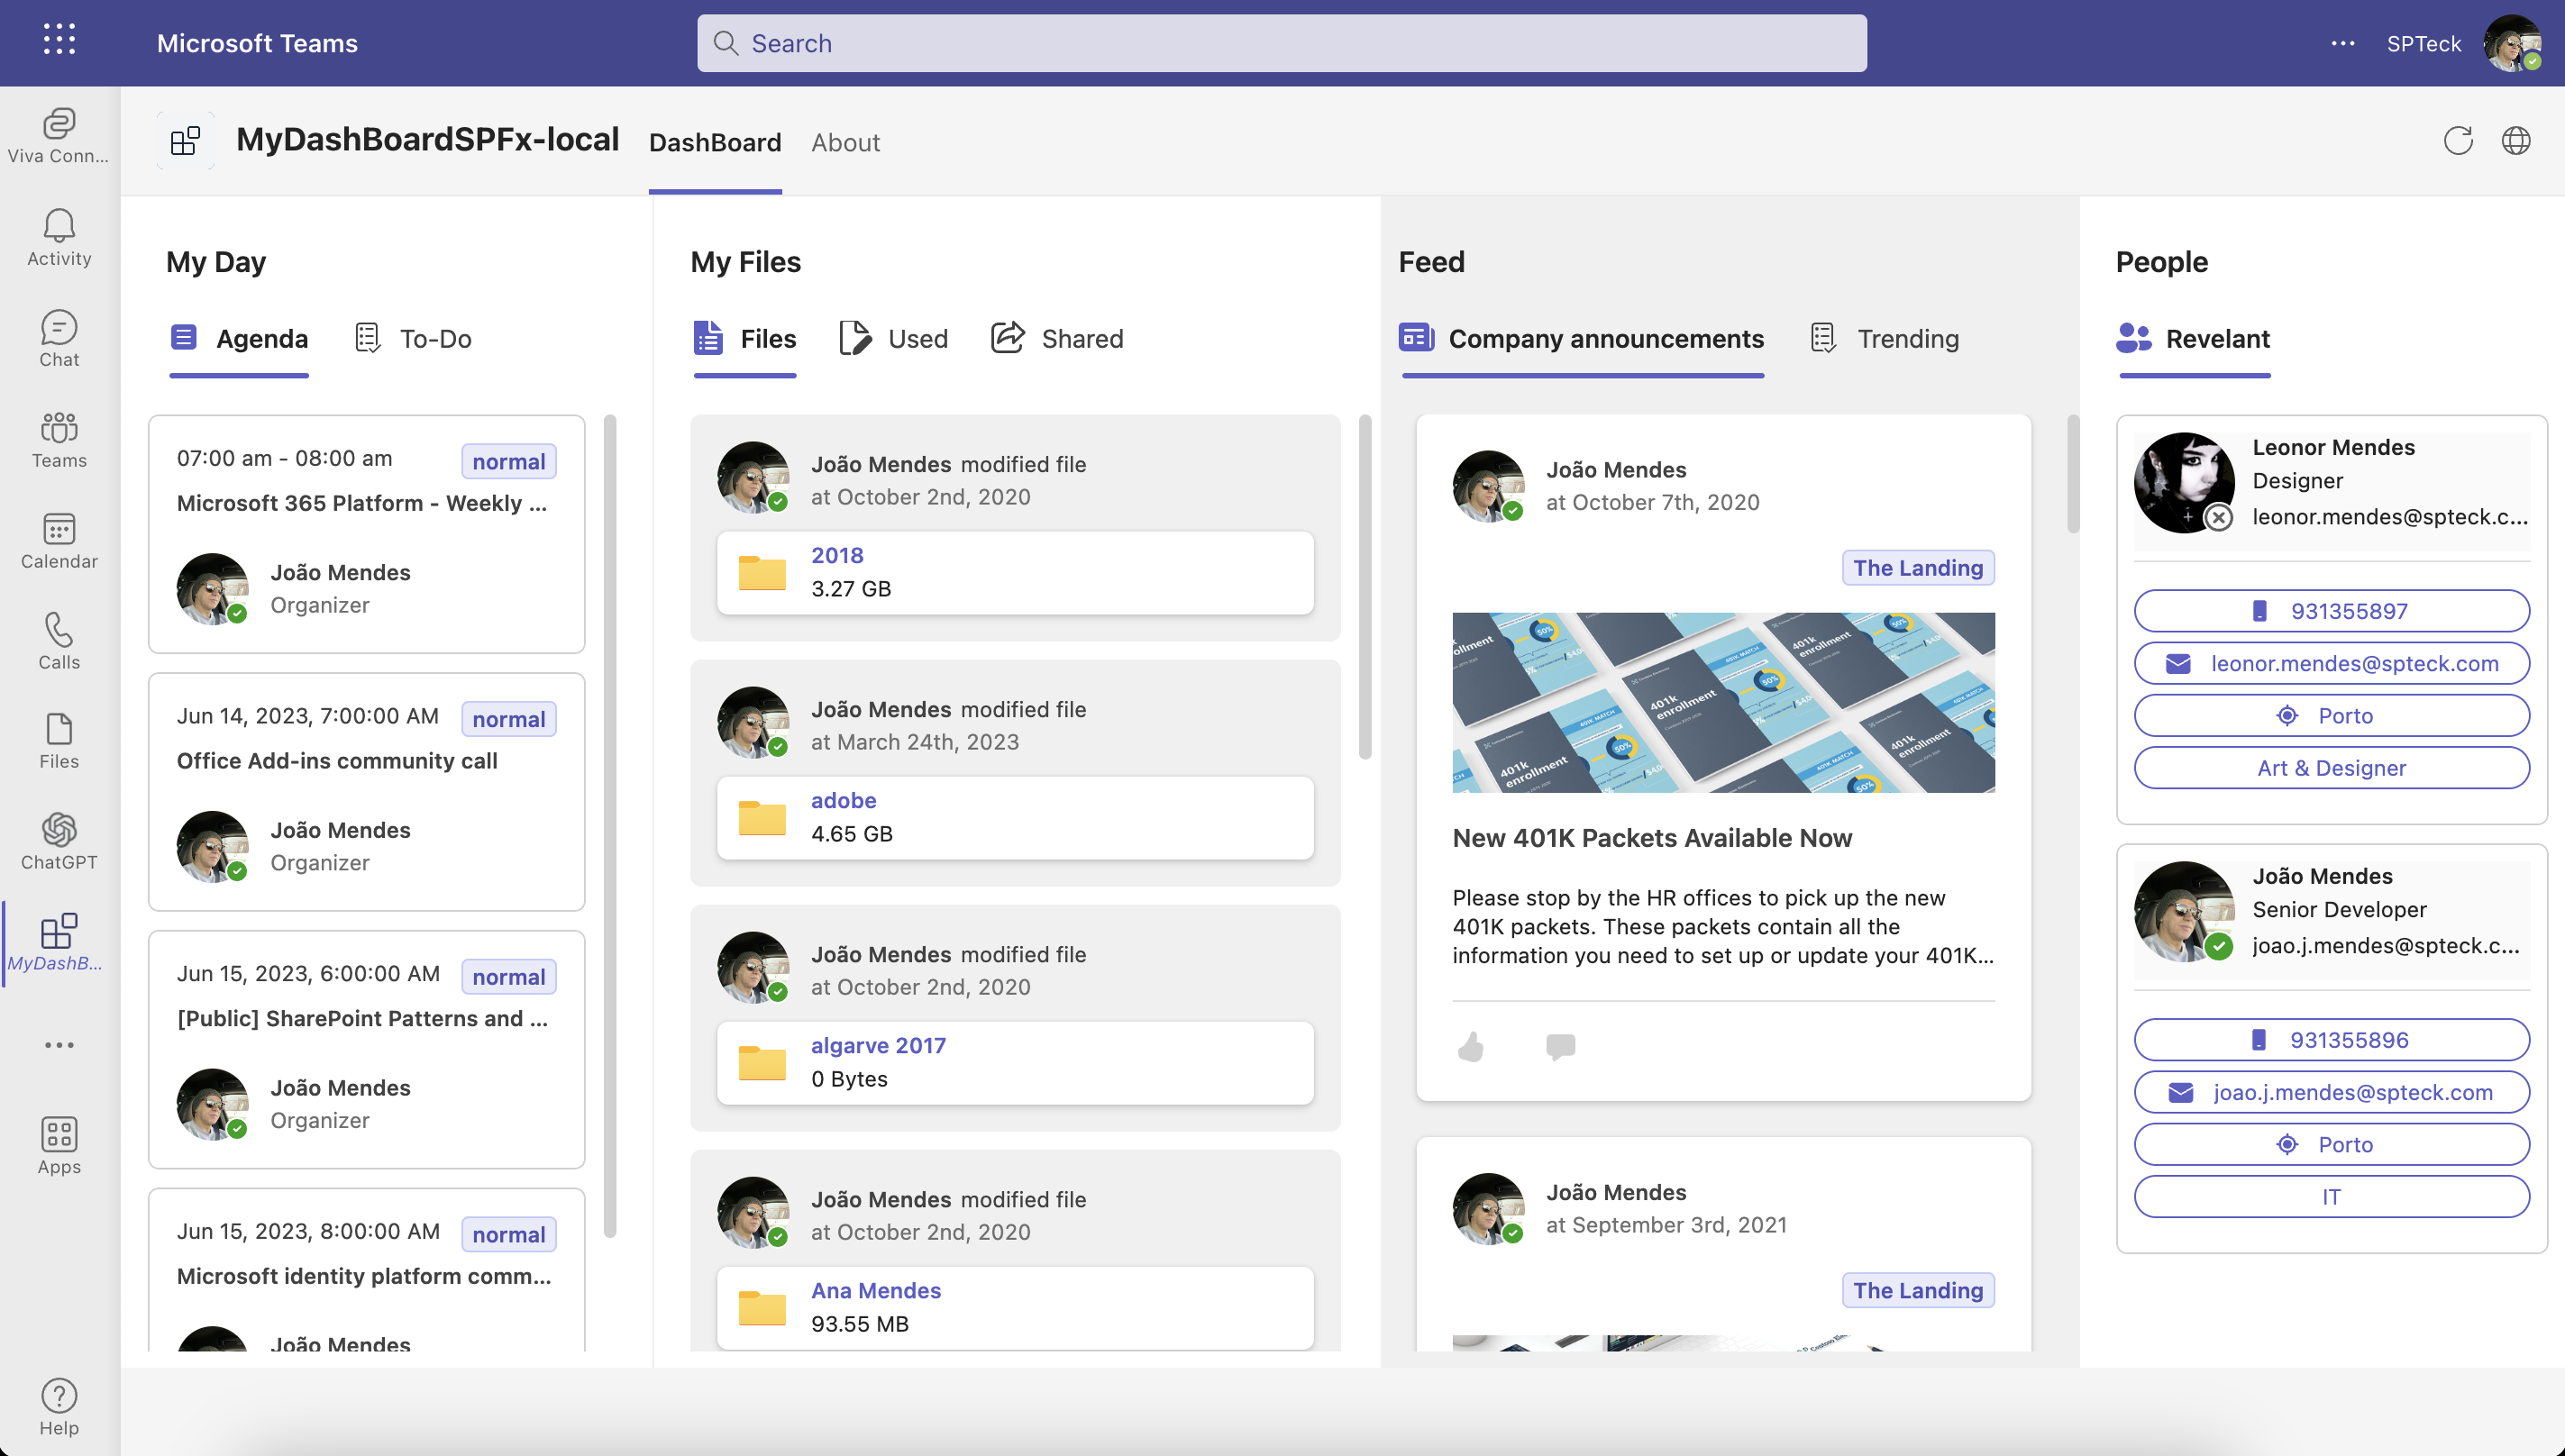 Microsoft Teams
Search
SPTeck
Viva Conn...
Activity
Chat
Teams
Calendar
Calls
Files
ChatGPT
MyDashB...
Apps
Help
MyDashBoardSPFx-local
DashBoard
About
My Day
Agenda
To-Do
07:00 am - 08:00 am
normal
Microsoft 365 Platform - Weekly ...
João Mendes
Organizer
Jun 14, 2023, 7:00:00 AM
normal
Office Add-ins community call
João Mendes
Organizer
Jun 15, 2023, 6:00:00 AM
normal
[Public] SharePoint Patterns and ...
João Mendes
Organizer
Jun 15, 2023, 8:00:00 AM
normal
Microsoft identity platform comm...
João Mendes
My Files
Files
Used
Shared
João Mendes modified file
at October 2nd, 2020
2018
3.27 GB
João Mendes modified file
at March 24th, 2023
adobe
4.65 GB
João Mendes modified file
at October 2nd, 2020
algarve 2017
0 Bytes
João Mendes modified file
at October 2nd, 2020
Ana Mendes
93.55 MB
Feed
Company announcements
Trending
João Mendes
at October 7th, 2020
The Landing
401k
enrollment
401K MATCH
50%
New 401K Packets Available Now
Please stop by the HR offices to pick up the new
401K packets. These packets contain all the
information you need to set up or update your 401K...
João Mendes
at September 3rd, 2021
The Landing
People
Revelant
Leonor Mendes
Designer
leonor.mendes@spteck.c...
931355897
leonor.mendes@spteck.com
Porto
Art & Designer
João Mendes
Senior Developer
joao.j.mendes@spteck.c...
931355896
joao.j.mendes@spteck.com
Porto
IT